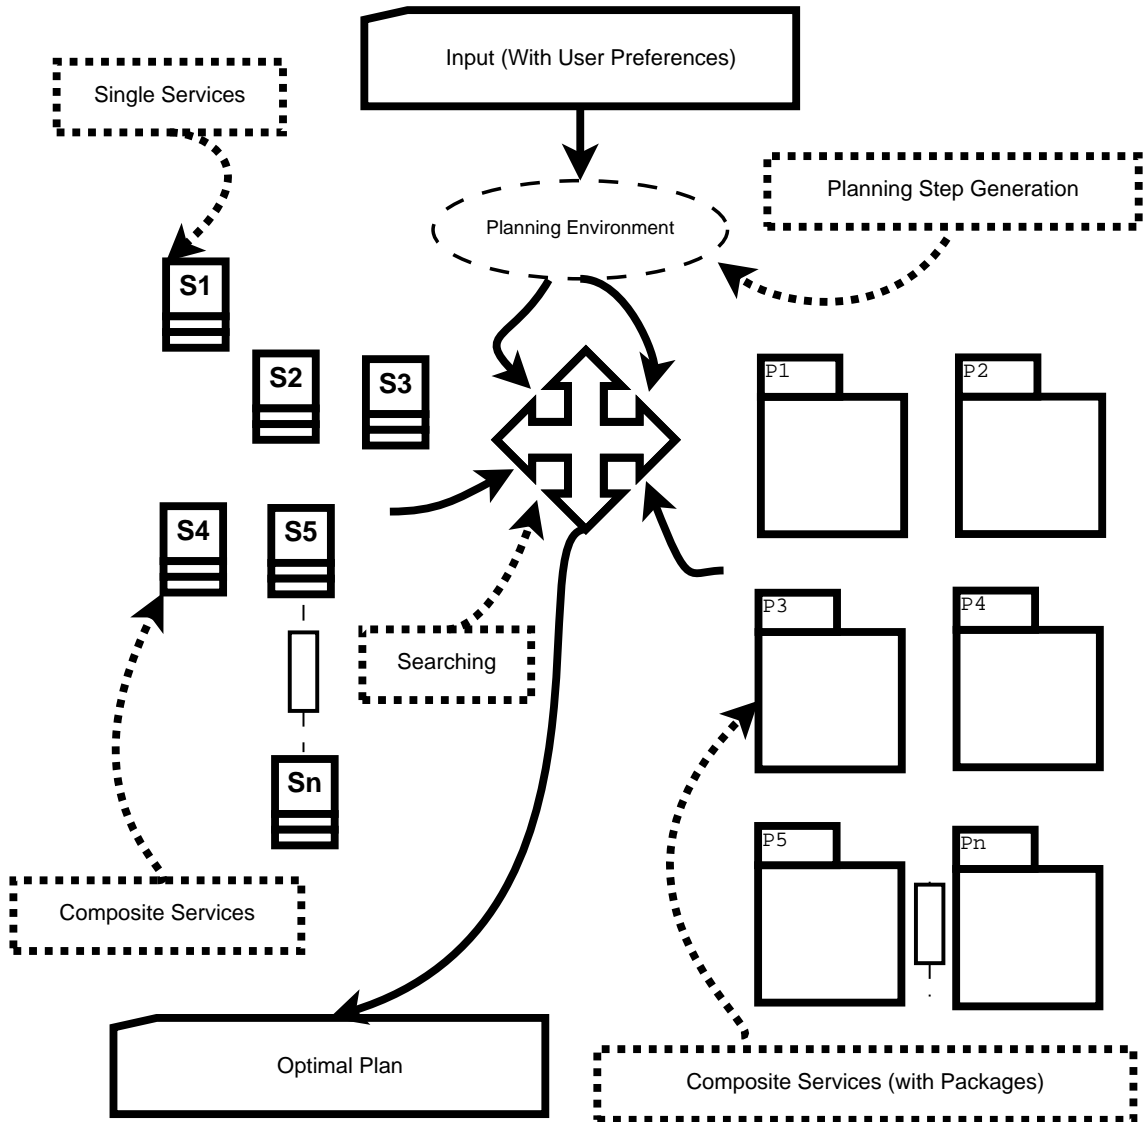 Input (With User Preferences)
Single Services
Planning Step Generation
Planning Environment
S1
S2
S3
P1
P2
S4
S5
P3
P4
Searching
Sn
P5
Pn
Composite Services
Optimal Plan
Composite Services (with Packages)